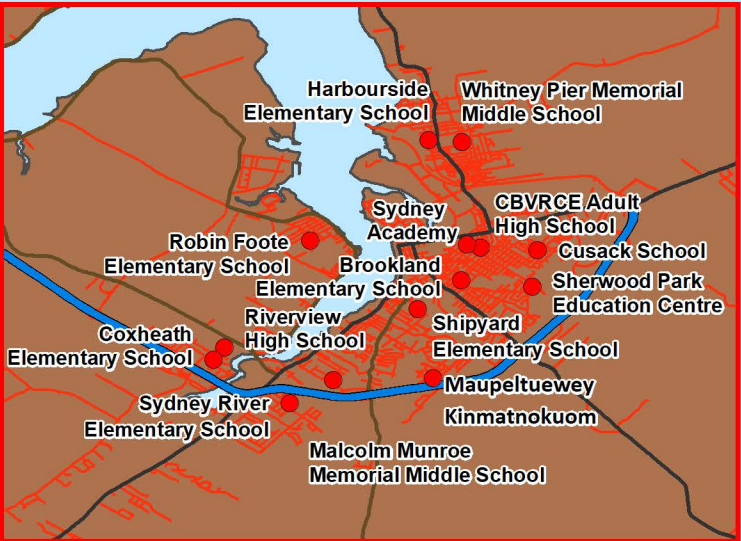 Harbourside
Elementary School
Whitney Pier Memorial
Middle School
Sydney
Academy
CBVRCE Adult
High School
Cusack School
Robin Foote
Elementary School
Brookland
Elementary School
Sherwood Park
Education Centre
Riverview
High School
Shipyard
Elementary School
Coxheath
Elementary School
Maupeltuewey
Kinmatnokuom
Sydney River
Elementary School
Malcolm Munroe
Memorial Middle School